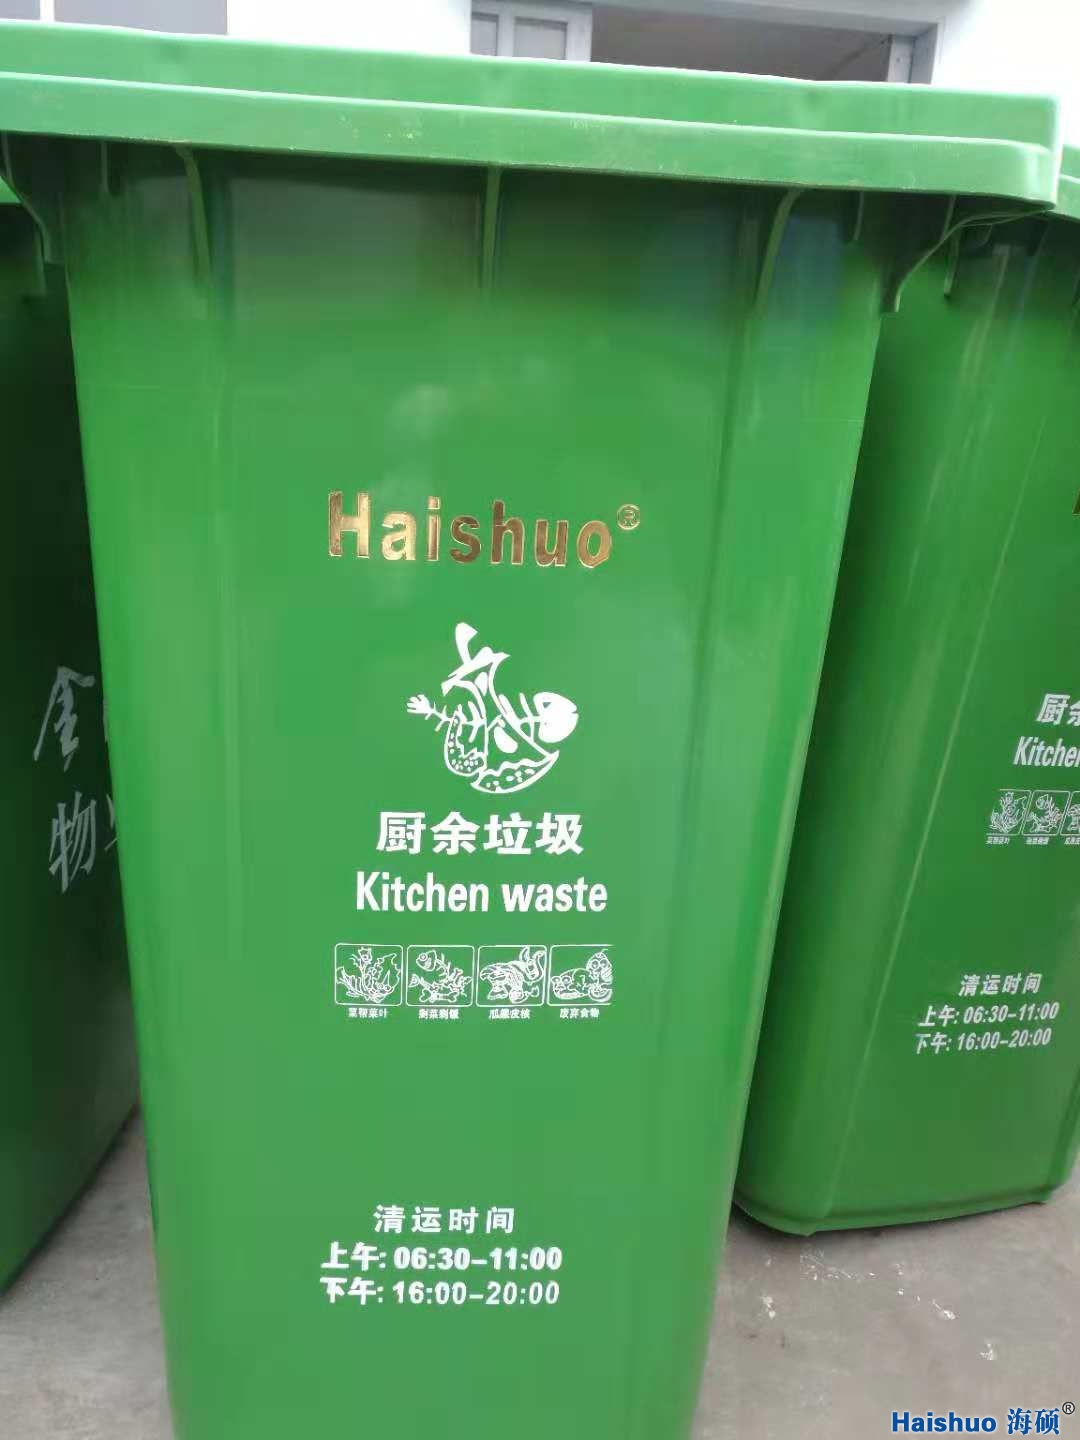 Haishuo®
厨余垃圾
Kitchen waste
菜帮菜叶 剩菜剩饭 瓜果皮核 废弃食物
清运时间
上午: 06:30-11:00
下午: 16:00-20:00
金
物
厨余
Kitchen
清运时间
上午: 06:30-11:00
下午: 16:00-20:00
Haishuo 海硕®